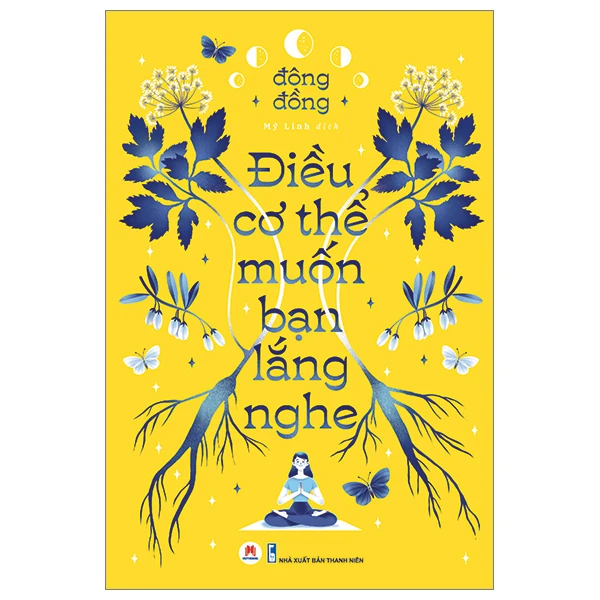 đông
đồng
Mỹ Linh dịch
Điều
cơ thể
muốn
bạn
lắng
nghe
NHÀ XUẤT BẢN THANH NIÊN